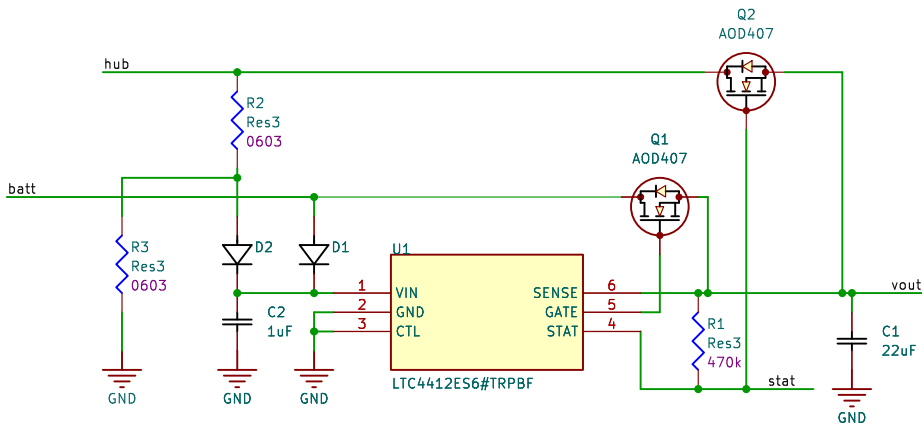 Q2
AOD407
hub
R2
Res3
0603
Q1
AOD407
batt
R3
Res3
0603
D2
D1
U1
1
VIN
SENSE
6
2
GND
GATE
5
3
CTL
STAT
4
vout
C2
1uF
R1
Res3
470k
C1
22uF
LTC4412ES6#TRPBF
stat
GND
GND
GND
GND